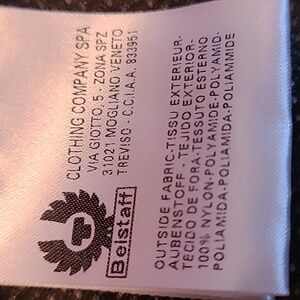 CLOTHING COMPANY SPA
VIA GIOTTO, 5 - ZONA SPZ
31021 MOGLIANO VENETO
TREVISO - C.C.I.A.A. 833951
Belstaff
OUTSIDE FABRIC-TISSU EXTERIEUR-
AUBENSTOFF - TEJIDO EXTERIOR-
TECIDO DE FORA-TESSUTO ESTERNO
100% NYLON-POLYAMIDE-POLYAMID-
POLIAMIDA-POLIAMIDA-POLIAMMIDE